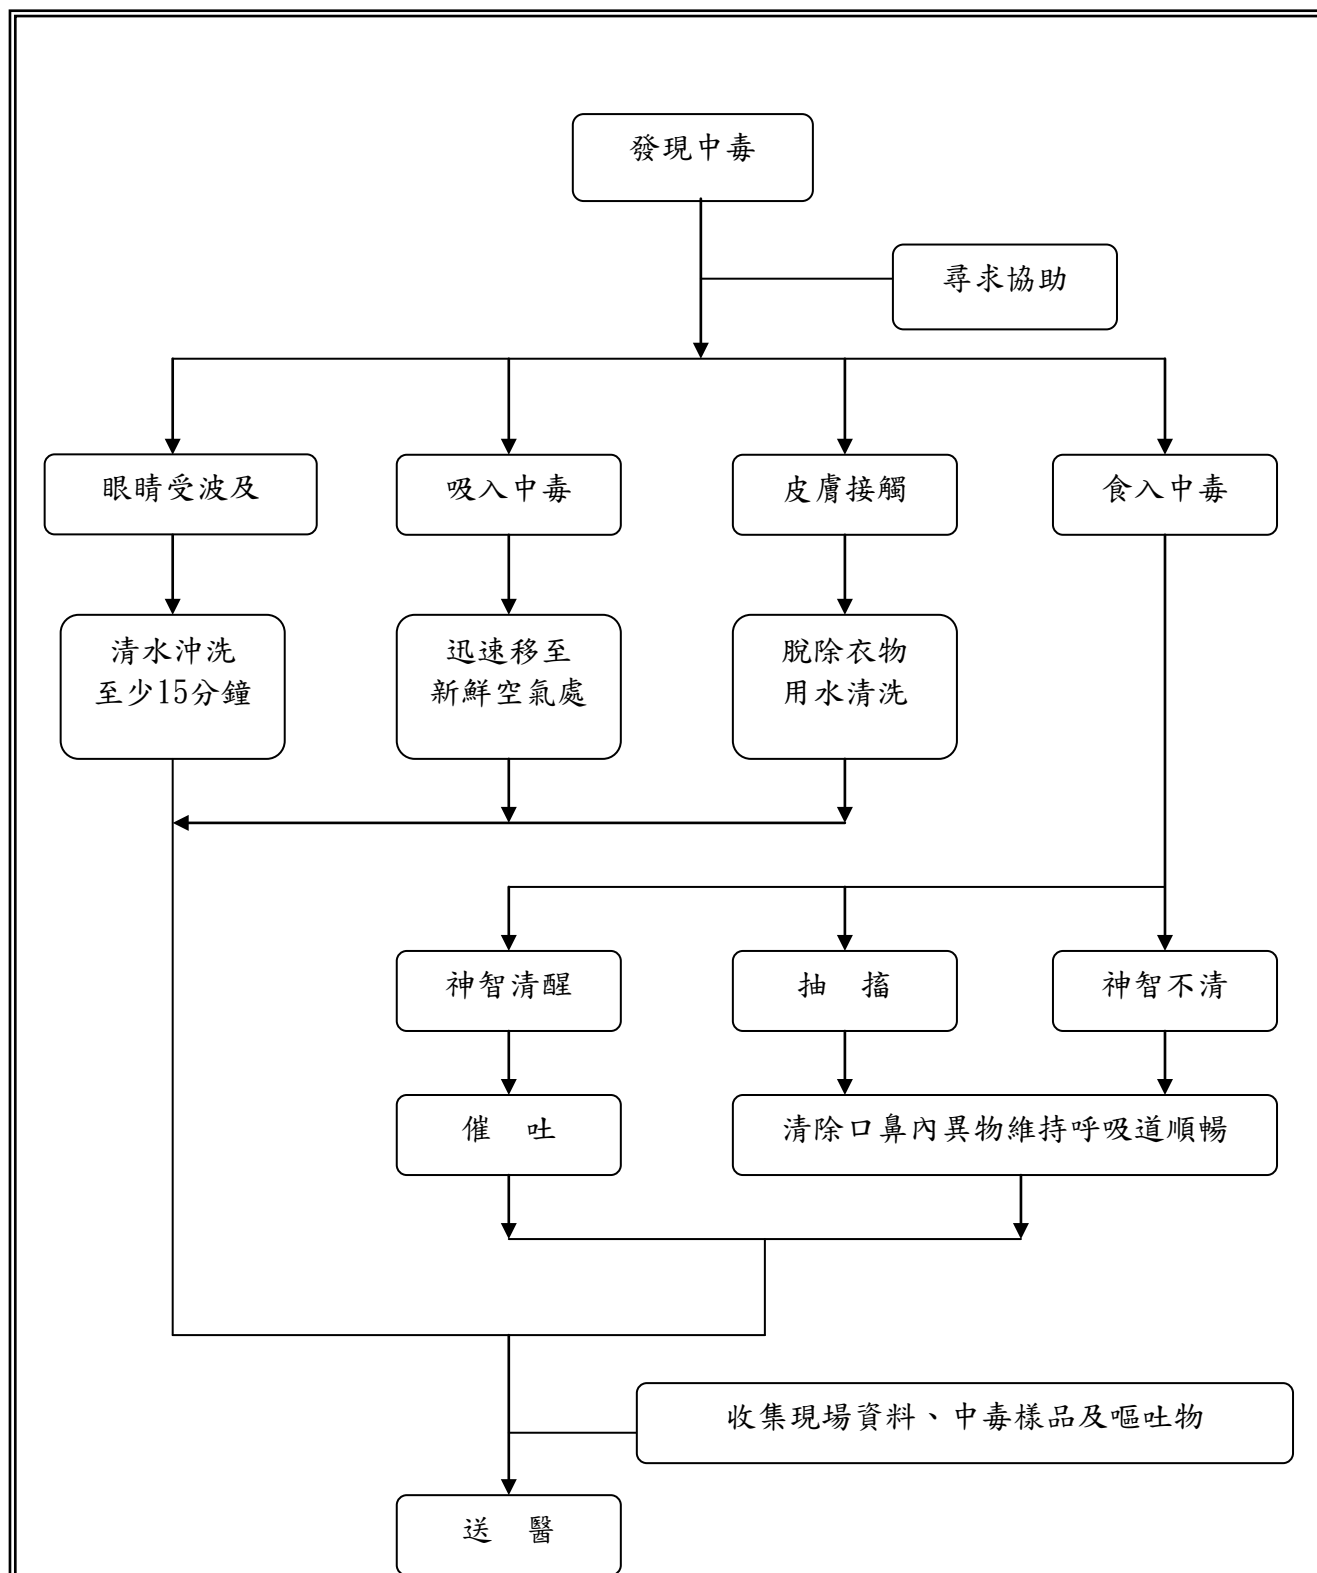 發現中毒
尋求協助
眼睛受波及
吸入中毒
皮膚接觸
食入中毒
清水沖洗
至少15分鐘
迅速移至
新鮮空氣處
脫除衣物
用水清洗
神智清醒
抽　搐
神智不清
催　吐
清除口鼻內異物維持呼吸道順暢
收集現場資料、中毒樣品及嘔吐物
送　醫